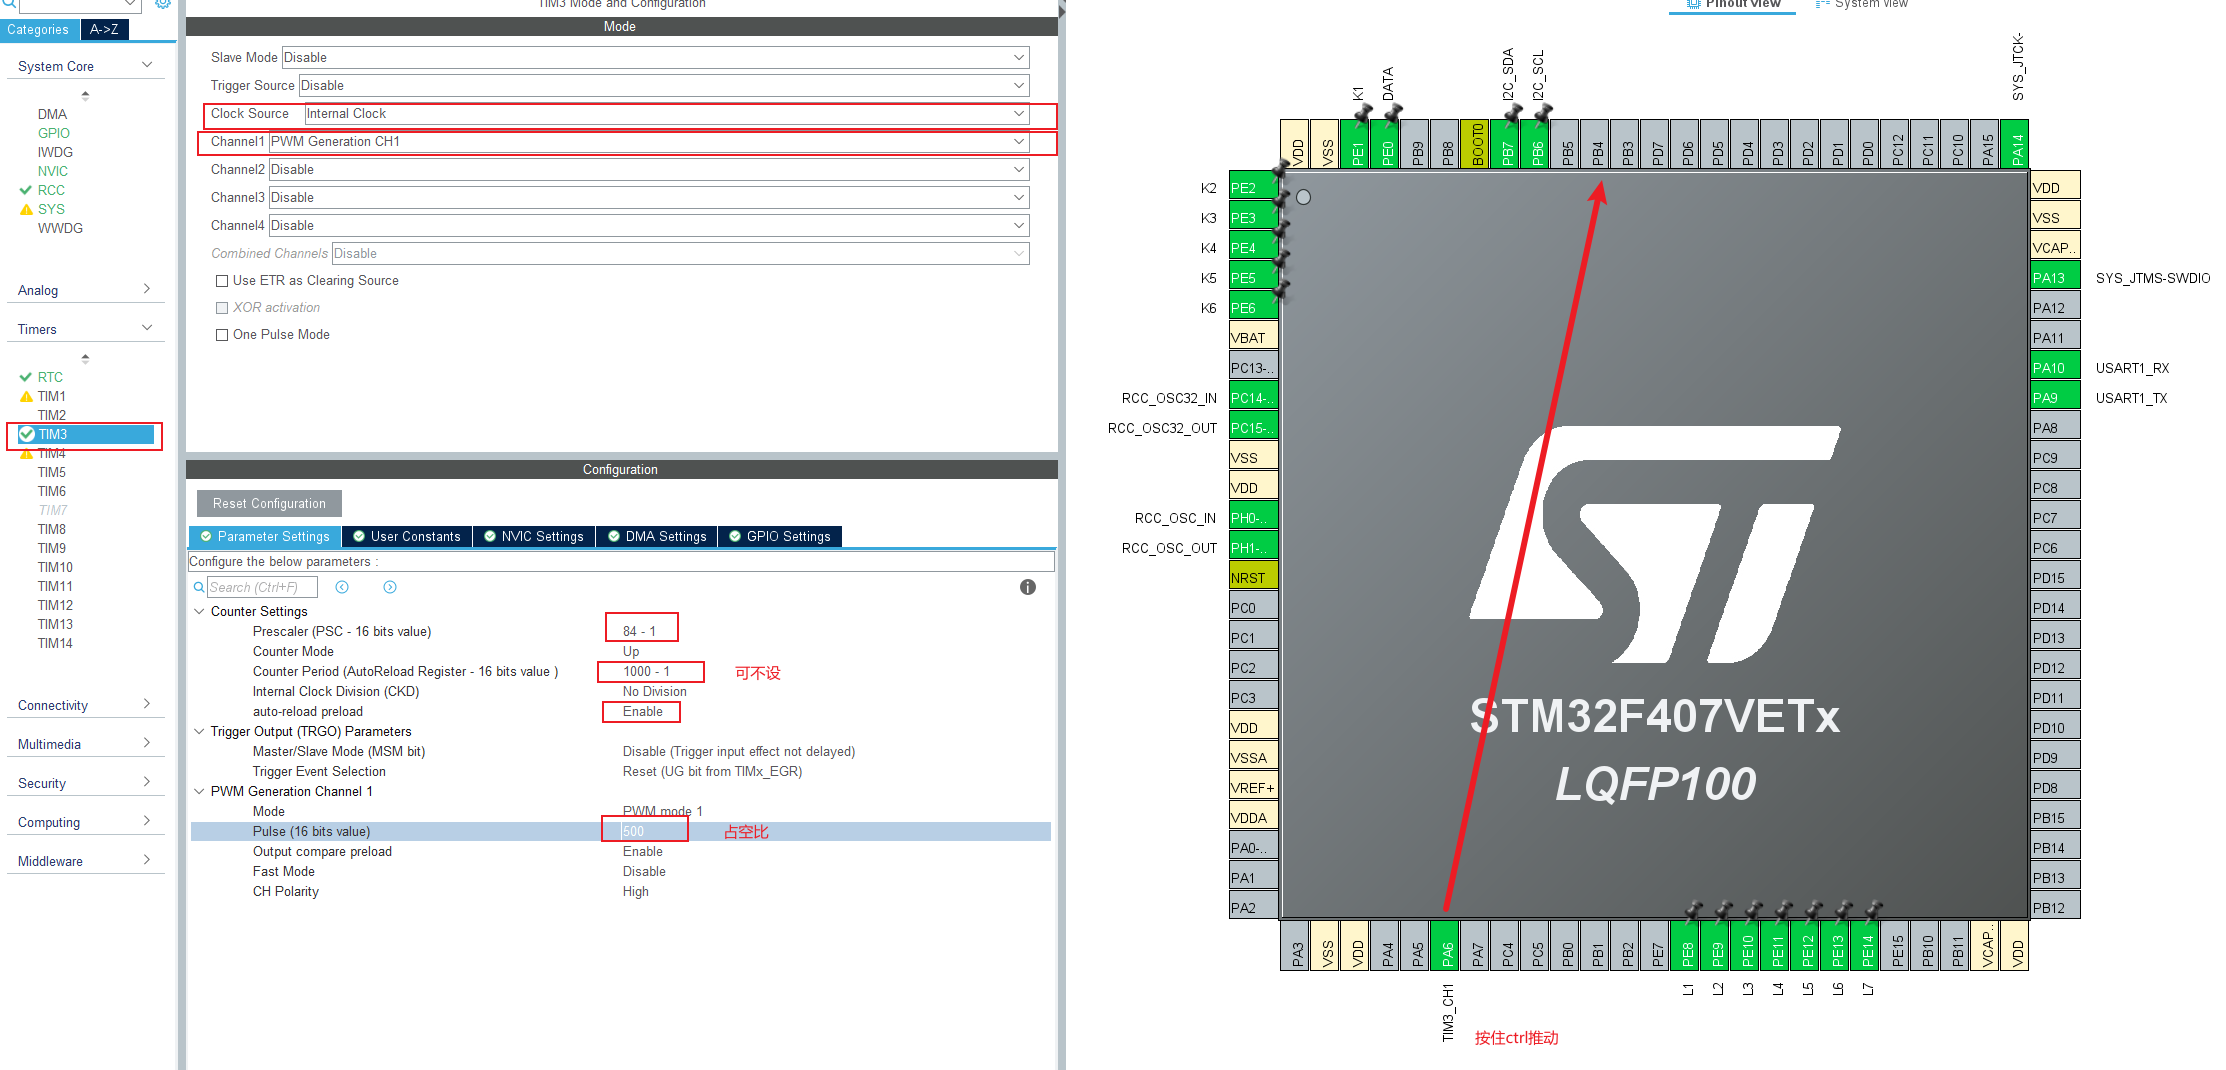 TIM3 Mode and Configuration
Categories
A->Z
System Core
DMA
GPIO
IWDG
NVIC
RCC
SYS
WWDG
Analog
Timers
RTC
TIM1
TIM2
TIM3
TIM4
TIM5
TIM6
TIM7
TIM8
TIM9
TIM10
TIM11
TIM12
TIM13
TIM14
Connectivity
Multimedia
Security
Computing
Middleware
Mode
Slave Mode Disable
Trigger Source Disable
Clock Source Internal Clock
Channel1 PWM Generation CH1
Channel2 Disable
Channel3 Disable
Channel4 Disable
Combined Channels Disable
Use ETR as Clearing Source
XOR activation
One Pulse Mode
Configuration
Reset Configuration
Parameter Settings
User Constants
NVIC Settings
DMA Settings
GPIO Settings
Configure the below parameters :
Search (Ctrl+F)
Counter Settings
Prescaler (PSC - 16 bits value) 84 - 1
Counter Mode Up
Counter Period (AutoReload Register - 16 bits value ) 1000 - 1 可不设
Internal Clock Division (CKD) No Division
auto-reload preload Enable
Trigger Output (TRGO) Parameters
Master/Slave Mode (MSM bit) Disable (Trigger input effect not delayed)
Trigger Event Selection Reset (UG bit from TIMx_EGR)
PWM Generation Channel 1
Mode PWM mode 1
Pulse (16 bits value) 500 占空比
Output compare preload Enable
Fast Mode Disable
CH Polarity High
Pinout view
System view
K1
DATA
I2C_SDA
I2C_SCL
SYS_JTCK-
VDD
VSS
PE1
PE0
PB9
PB8
BOOT0
PB7
PB6
PB5
PB4
PB3
PD7
PD6
PD5
PD4
PD3
PD2
PD1
PD0
PC12
PC11
PC10
PA15
PA14
K2 PE2
K3 PE3
K4 PE4
K5 PE5
K6 PE6
VBAT
PC13-..
RCC_OSC32_IN PC14-..
RCC_OSC32_OUT PC15-..
VSS
VDD
RCC_OSC_IN PH0-..
RCC_OSC_OUT PH1-..
NRST
PC0
PC1
PC2
PC3
VDD
VSSA
VREF+
VDDA
PA0-..
PA1
PA2
STM32F407VETx
LQFP100
VDD
VSS
VCAP..
PA13 SYS_JTMS-SWDIO
PA12
PA11
PA10 USART1_RX
PA9 USART1_TX
PA8
PC9
PC8
PC7
PC6
PD15
PD14
PD13
PD12
PD11
PD10
PD9
PD8
PB15
PB14
PB13
PB12
PA3
VSS
VDD
PA4
PA5
PA6
PA7
PC4
PC5
PB0
PB1
PB2
PE7
PE8
PE9
PE10
PE11
PE12
PE13
PE14
PE15
PB10
PB11
VCAP..
VDD
TIM3_CH1
L1
L2
L3
L4
L5
L6
L7
按住ctrl推动